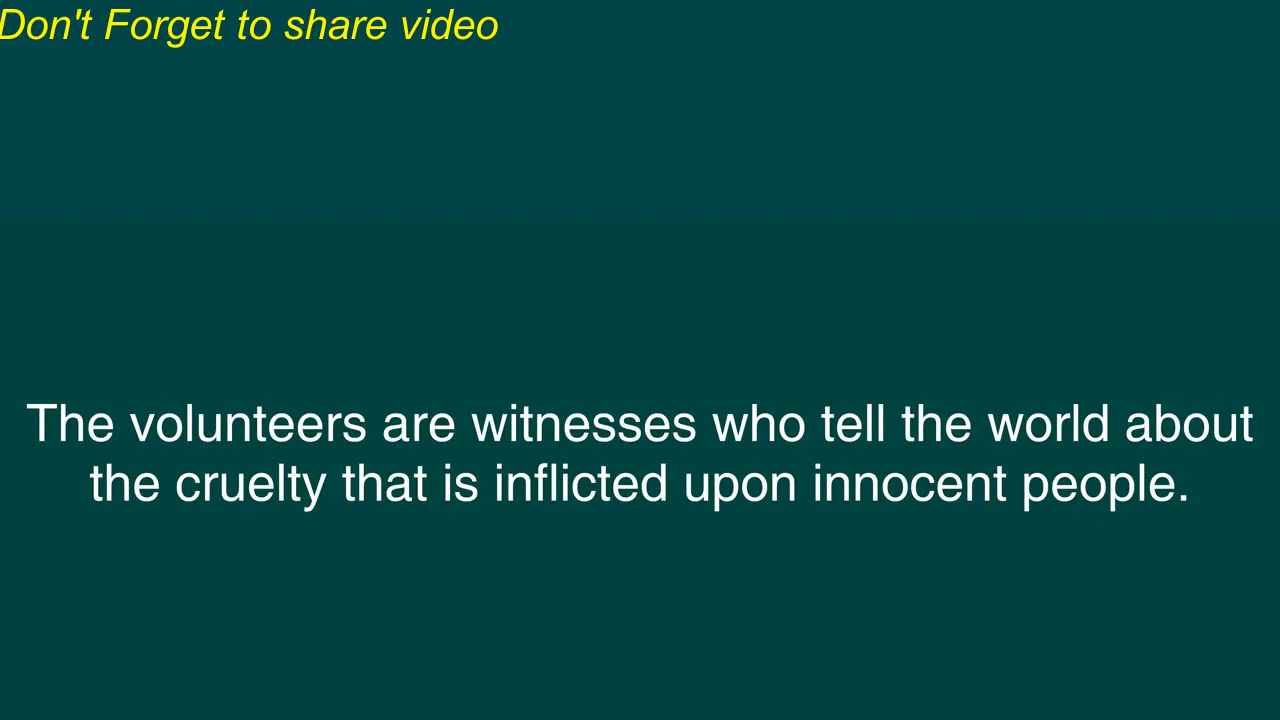 Don't Forget to share video
The volunteers are witnesses who tell the world about
the cruelty that is inflicted upon innocent people.